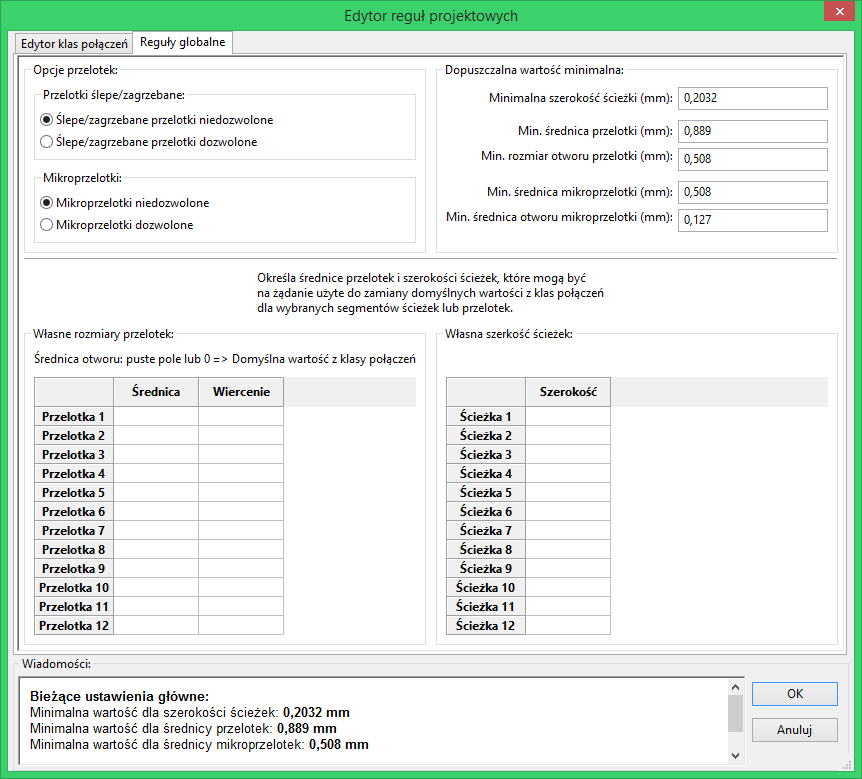 Edytor reguł projektowych
Edytor klas połączeń
Reguły globalne
Opcje przelotek:
Przelotki ślepe/zagrzebane:
Ślepe/zagrzebane przelotki niedozwolone
Ślepe/zagrzebane przelotki dozwolone
Mikroprzelotki:
Mikroprzelotki niedozwolone
Mikroprzelotki dozwolone
Dopuszczalna wartość minimalna:
Minimalna szerokość ścieżki (mm): 0,2032
Min. średnica przelotki (mm): 0,889
Min. rozmiar otworu przelotki (mm): 0,508
Min. średnica mikroprzelotki (mm): 0,508
Min. średnica otworu mikroprzelotki (mm): 0,127
Określa średnice przelotek i szerokości ścieżek, które mogą być
na żądanie użyte do zamiany domyślnych wartości z klas połączeń
dla wybranych segmentów ścieżek lub przelotek.
Własne rozmiary przelotek:
Średnica otworu: puste pole lub 0 => Domyślna wartość z klasy połączeń
Średnica Wiercenie
Przelotka 1
Przelotka 2
Przelotka 3
Przelotka 4
Przelotka 5
Przelotka 6
Przelotka 7
Przelotka 8
Przelotka 9
Przelotka 10
Przelotka 11
Przelotka 12
Własna szerkość ścieżek:
Szerokość
Ścieżka 1
Ścieżka 2
Ścieżka 3
Ścieżka 4
Ścieżka 5
Ścieżka 6
Ścieżka 7
Ścieżka 8
Ścieżka 9
Ścieżka 10
Ścieżka 11
Ścieżka 12
Wiadomości:
Bieżące ustawienia główne:
Minimalna wartość dla szerokości ścieżek: 0,2032 mm
Minimalna wartość dla średnicy przelotek: 0,889 mm
Minimalna wartość dla średnicy mikroprzelotek: 0,508 mm
OK
Anuluj